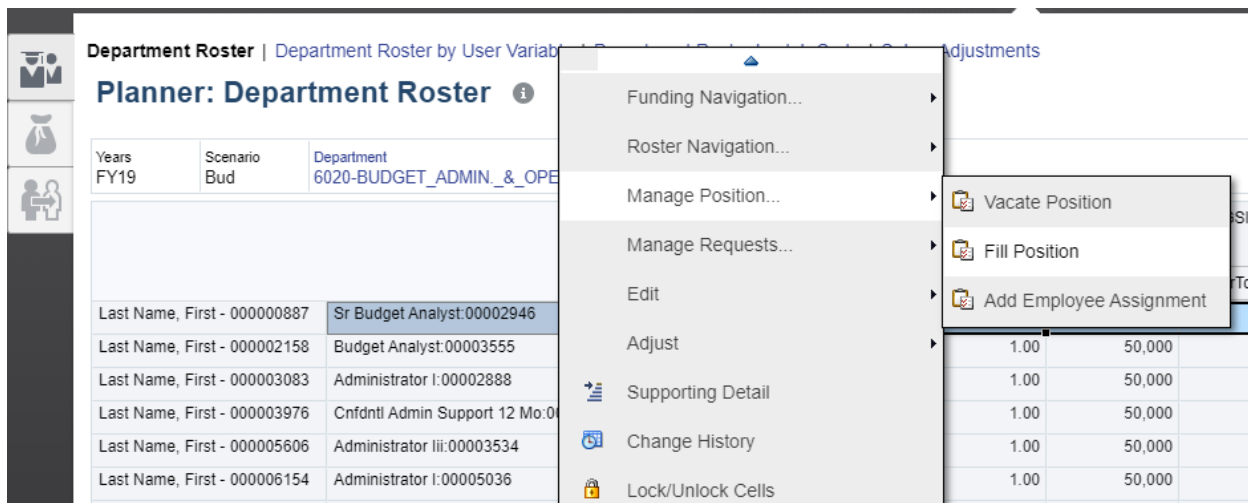 Department Roster | Department Roster by User Variab
Adjustments
Planner: Department Roster
Years
Scenario
Department
FY19
Bud
6020-BUDGET_ADMIN._&_OPE
Last Name, First - 000000887
Sr Budget Analyst:00002946
Last Name, First - 000002158
Budget Analyst:00003555
1.00
50,000
Last Name, First - 000003083
Administrator I:00002888
1.00
50,000
Last Name, First - 000003976
Cnfdntl Admin Support 12 Mo:0
1.00
50,000
Last Name, First - 000005606
Administrator Iii:00003534
1.00
50,000
Last Name, First - 000006154
Administrator I:00005036
1.00
50,000
Funding Navigation...
Roster Navigation...
Manage Position...
Manage Requests...
Edit
Adjust
Supporting Detail
Change History
Lock/Unlock Cells
Vacate Position
Fill Position
Add Employee Assignment